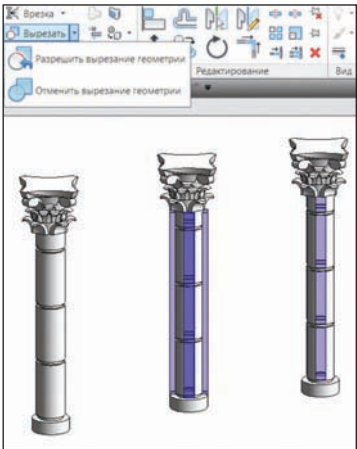 Врезка
Вырезать
Разрешить вырезание геометрии
Отменить вырезание геометрии
Редактирование
Вид